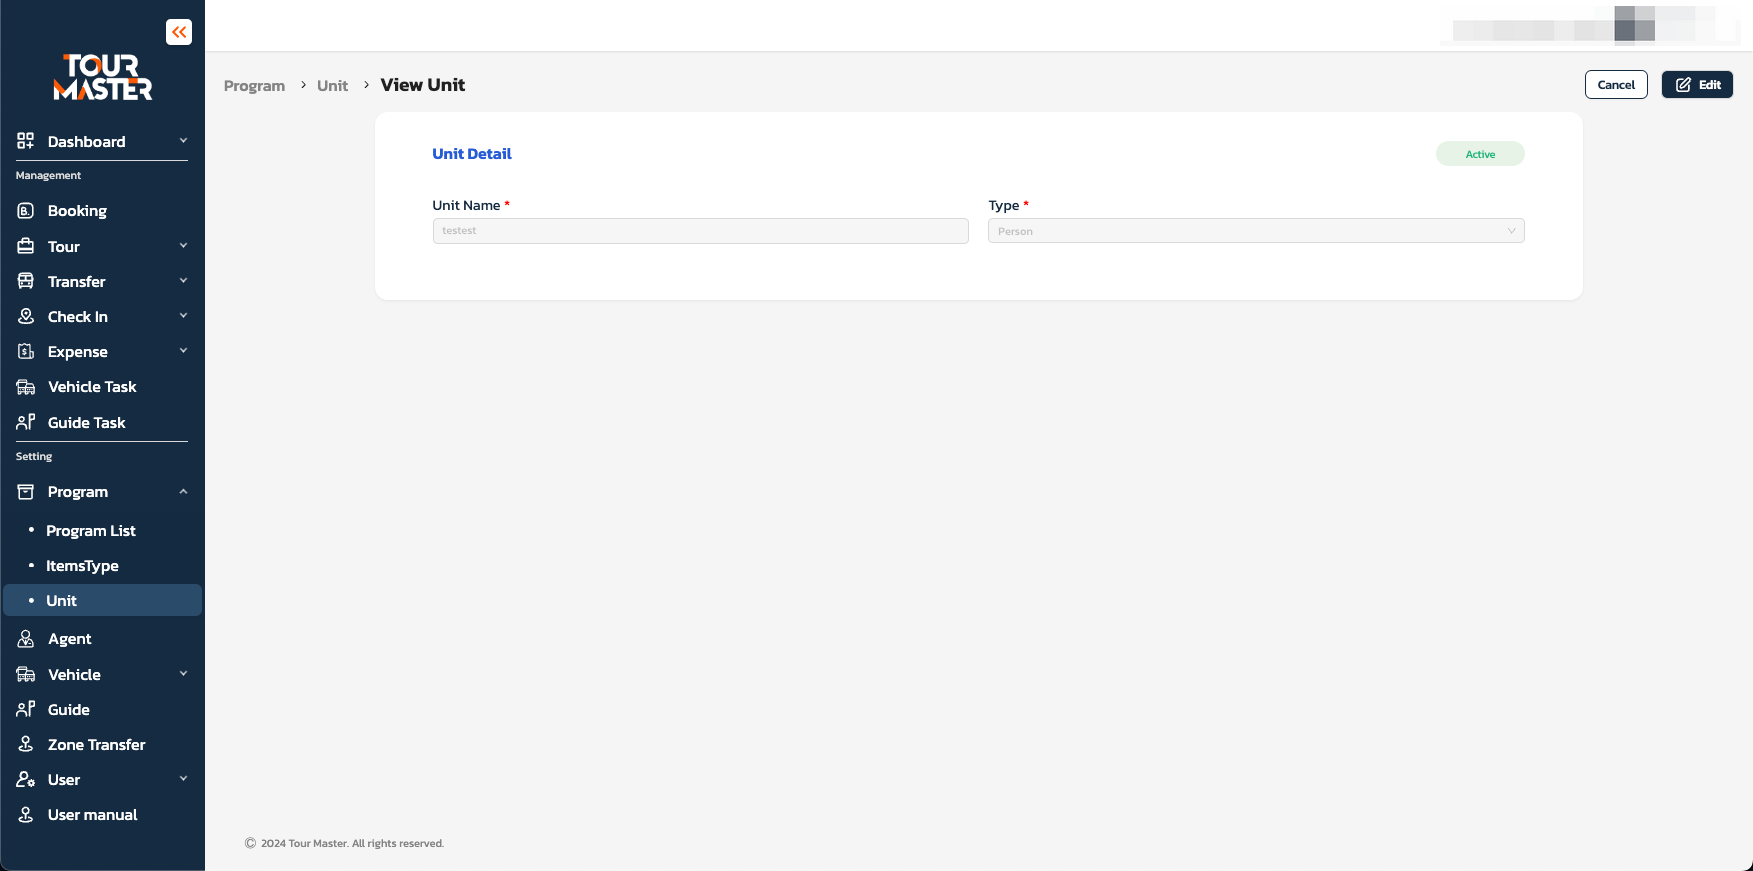 TOUR
MASTER
Dashboard
Management
Booking
Tour
Transfer
Check In
Expense
Vehicle Task
Guide Task
Setting
Program
Program List
ItemsType
Unit
Agent
Vehicle
Guide
Zone Transfer
User
User manual
Program > Unit > View Unit
Cancel
Edit
Unit Detail
Active
Unit Name *
testest
Type *
Person
© 2024 Tour Master. All rights reserved.